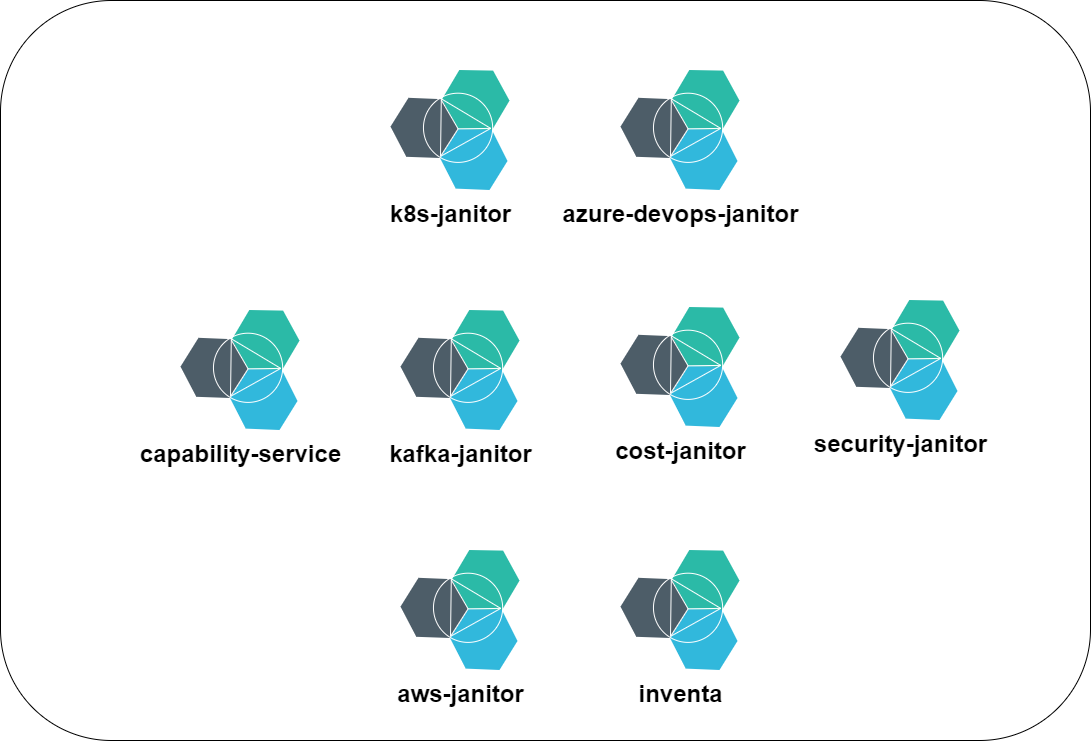 k8s-janitor
azure-devops-janitor
capability-service
kafka-janitor
cost-janitor
security-janitor
aws-janitor
inventa